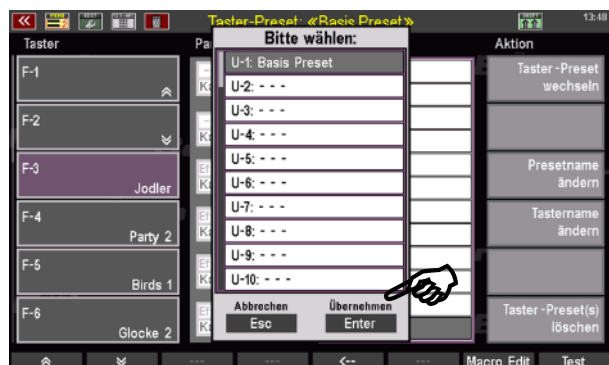 Taster-Preset: «Basis Preset»
13:48
Taster
Pa
Aktion
Bitte wählen:
U-1: Basis Preset
U-2: - - -
U-3: - - -
U-4: - - -
U-5: - - -
U-6: - - -
U-7: - - -
U-8: - - -
U-9: - - -
U-10: - - -
Abbrechen
Übernehmen
Esc
Enter
F-1
F-2
F-3
Jodler
F-4
Party 2
F-5
Birds 1
F-6
Glocke 2
Taster-Preset
wechseln
Presetname
ändern
Tastername
ändern
Taster-Preset(s)
löschen
---
---
<--
---
Macro Edit
Test